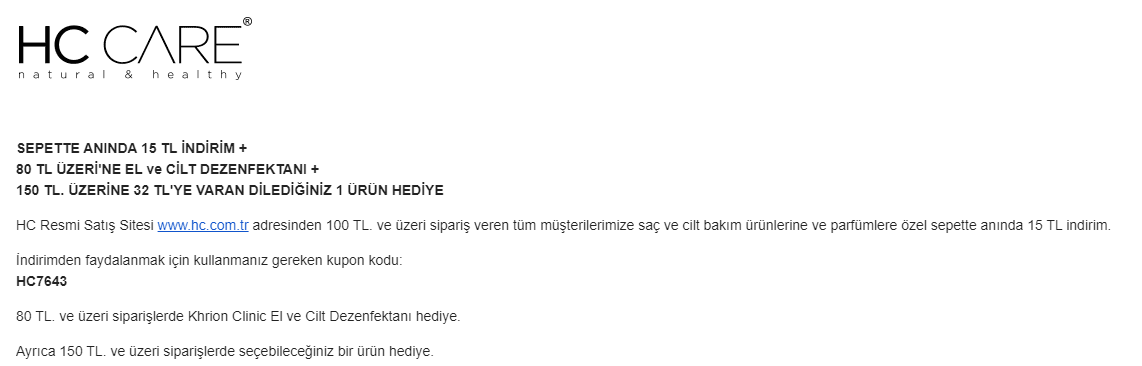 HC CARE®
natural & healthy
SEPETTE ANINDA 15 TL İNDİRİM +
80 TL ÜZERİ'NE EL ve CİLT DEZENFEKTANI +
150 TL. ÜZERİNE 32 TL'YE VARAN DİLEDİĞİNİZ 1 ÜRÜN HEDİYE
HC Resmi Satış Sitesi www.hc.com.tr adresinden 100 TL. ve üzeri sipariş veren tüm müşterilerimize saç ve cilt bakım ürünlerine ve parfümlere özel sepette anında 15 TL indirim.
İndirimden faydalanmak için kullanmanız gereken kupon kodu:
HC7643
80 TL. ve üzeri siparişlerde Khrion Clinic El ve Cilt Dezenfektanı hediye.
Ayrıca 150 TL. ve üzeri siparişlerde seçebileceğiniz bir ürün hediye.